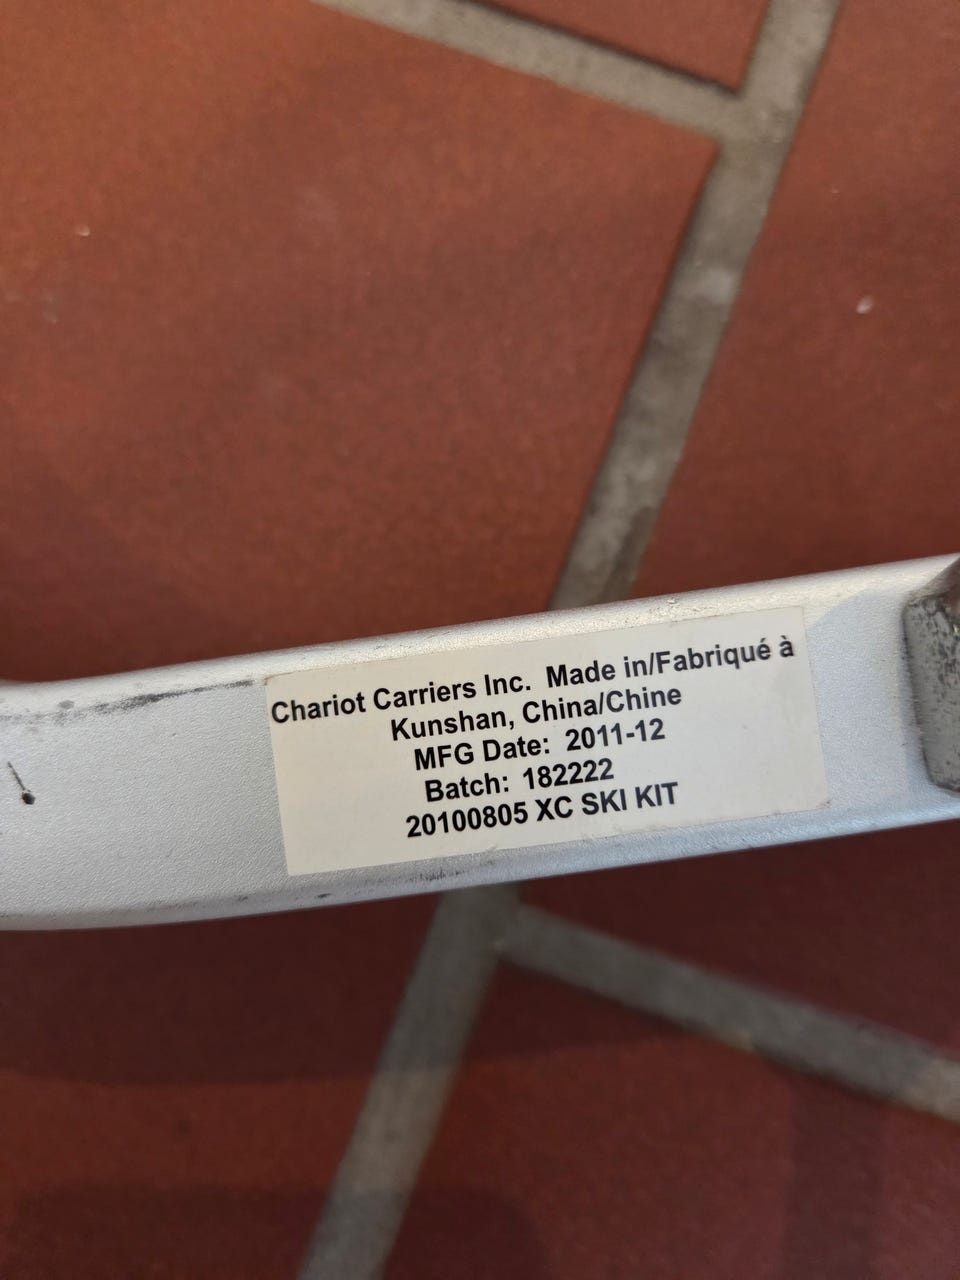 Chariot Carriers Inc. Made in/Fabriqué à
Kunshan, China/Chine
MFG Date: 2011-12
Batch: 182222
20100805 XC SKI KIT